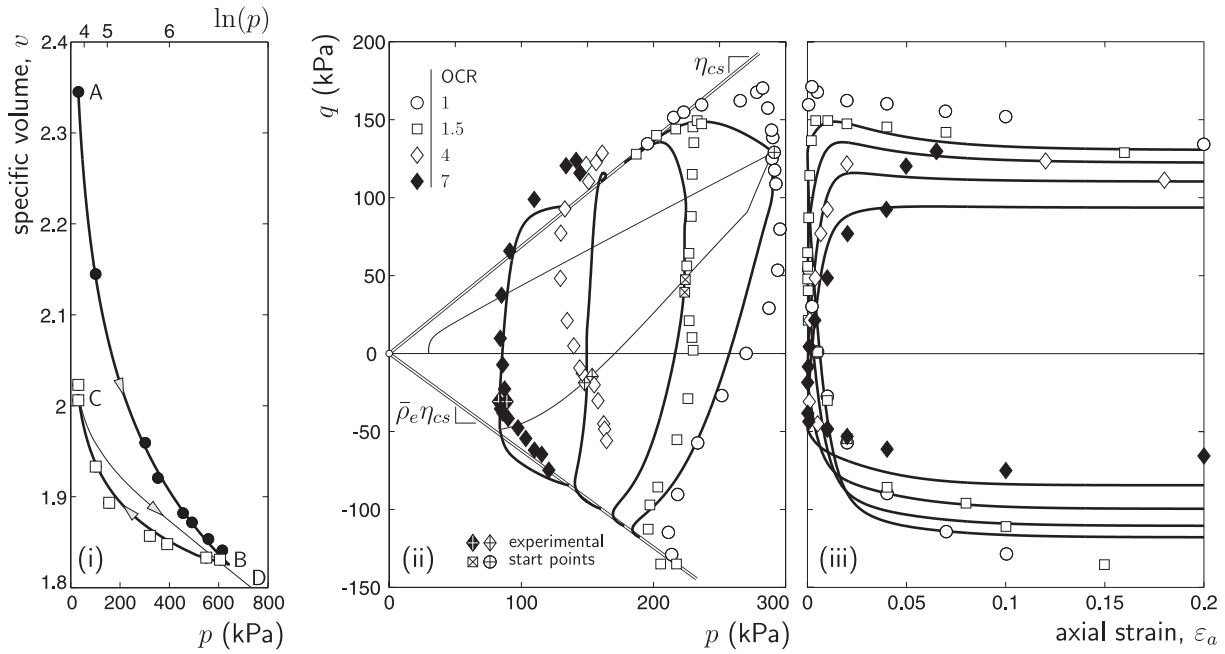 4 5 6 ln(p)
2.4
2.3
2.2
2.1
2
1.9
1.8
specific volume, v
A
C
B
D
(i)
0 200 400 600 800
p (kPa)
200
150
100
50
0
-50
-100
-150
q (kPa)
OCR
1
1.5
4
7
η_cs
ρ̄_e η_cs
experimental
start points
(ii)
0 100 200 300
p (kPa)
(iii)
0 0.05 0.1 0.15 0.2
axial strain, ε_a